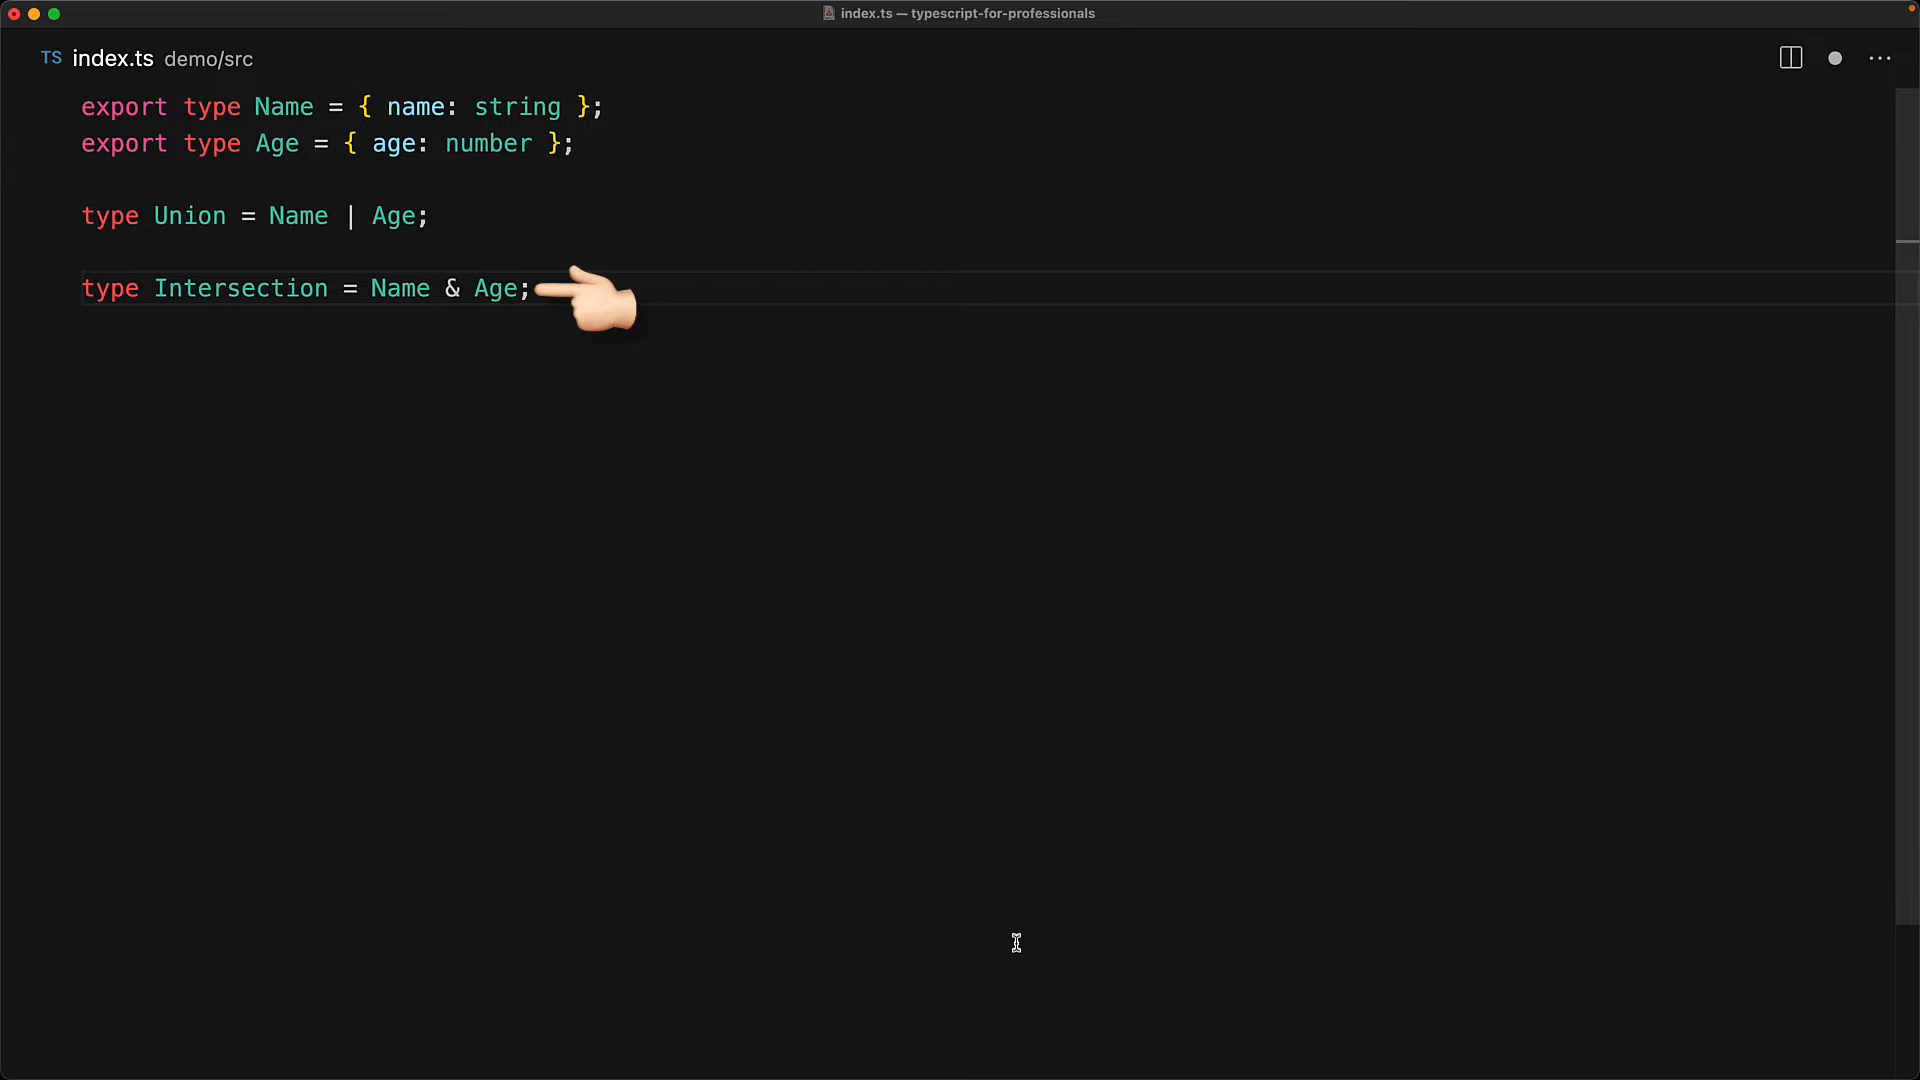 index.ts — typescript-for-professionals
TS index.ts demo/src
export type Name = { name: string };
export type Age = { age: number };
type Union = Name | Age;
type Intersection = Name & Age;